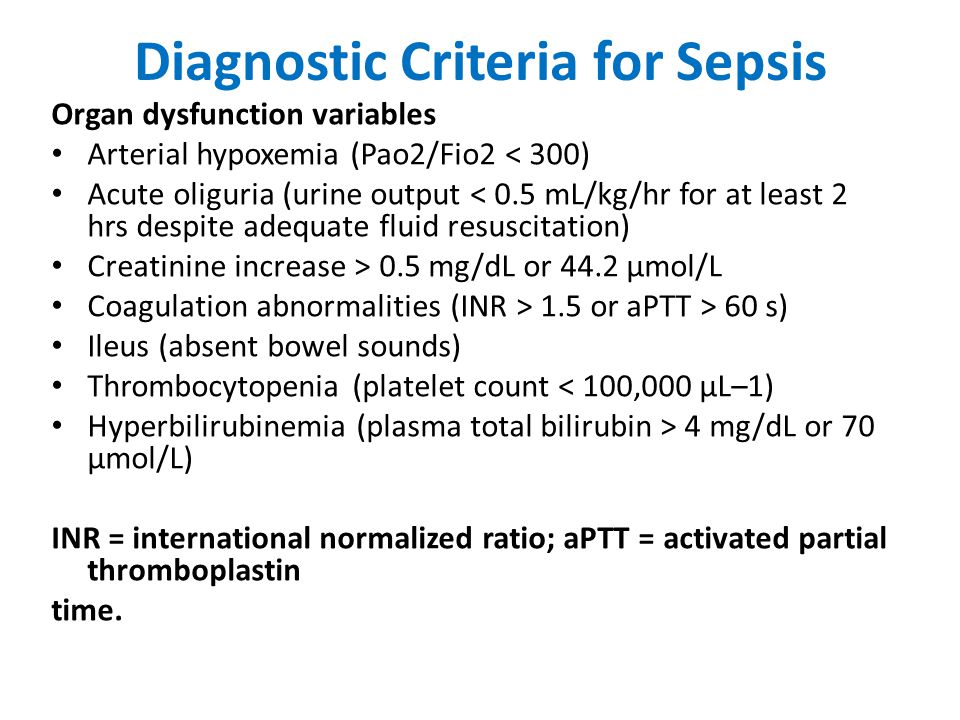 Diagnostic Criteria for Sepsis
Organ dysfunction variables
• Arterial hypoxemia (Pao2/Fio2 < 300)
• Acute oliguria (urine output < 0.5 mL/kg/hr for at least 2
hrs despite adequate fluid resuscitation)
• Creatinine increase > 0.5 mg/dL or 44.2 μmol/L
• Coagulation abnormalities (INR > 1.5 or aPTT > 60 s)
• Ileus (absent bowel sounds)
• Thrombocytopenia (platelet count < 100,000 μL–1)
• Hyperbilirubinemia (plasma total bilirubin > 4 mg/dL or 70
μmol/L)
INR = international normalized ratio; aPTT = activated partial
thromboplastin
time.